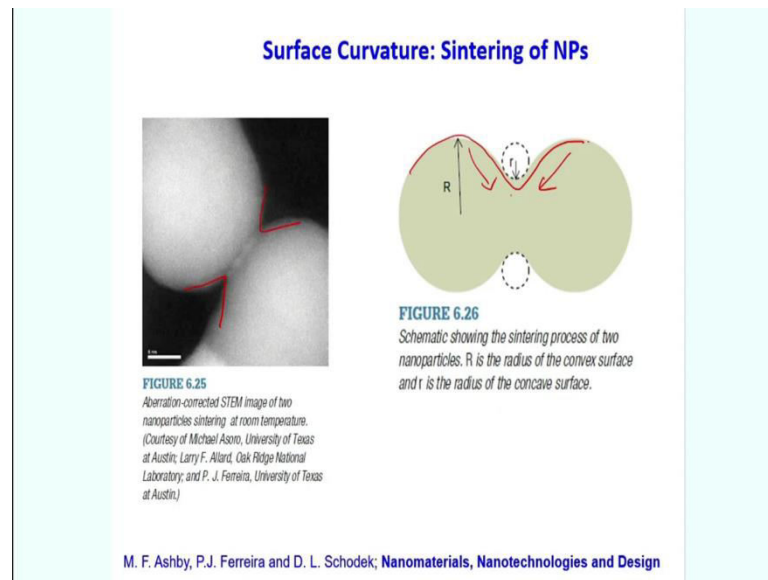 Surface Curvature: Sintering of NPs
r
R
FIGURE 6.25
Aberration-corrected STEM image of two
nanoparticles sintering at room temperature.
(Courtesy of Michael Asoro, University of Texas
at Austin; Larry F. Allard, Oak Ridge National
Laboratory; and P. J. Ferreira, University of Texas
at Austin.)
FIGURE 6.26
Schematic showing the sintering process of two
nanoparticles. R is the radius of the convex surface
and r is the radius of the concave surface.
M. F. Ashby, P.J. Ferreira and D. L. Schodek; Nanomaterials, Nanotechnologies and Design